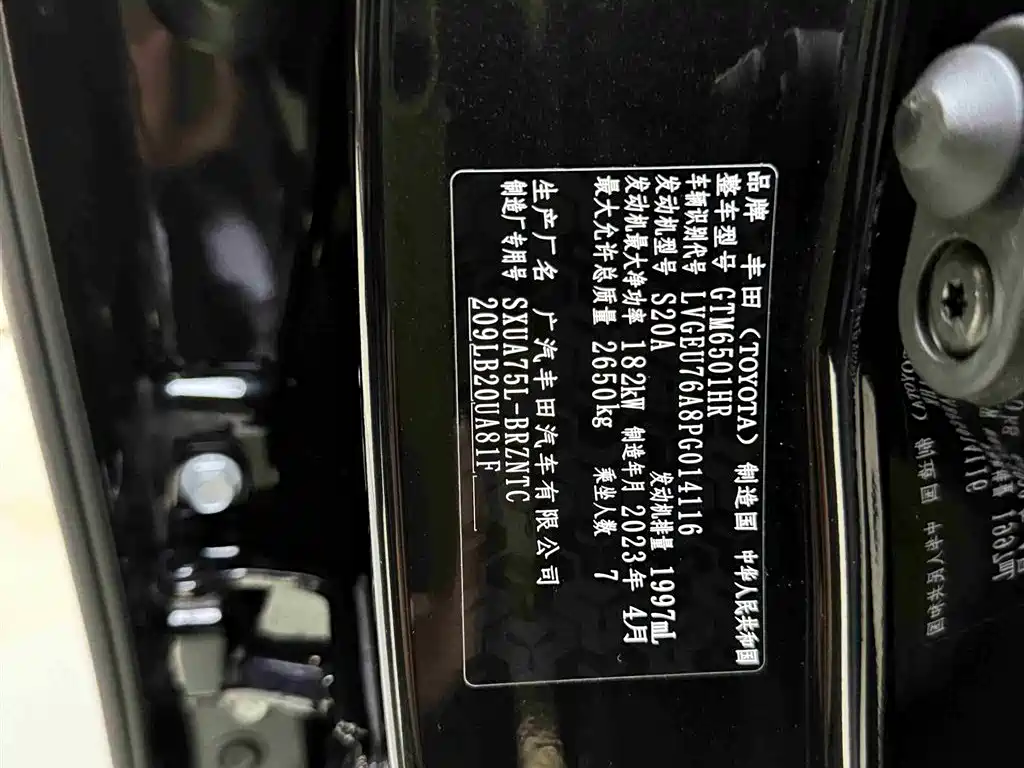 品牌 丰田(TOYOTA) 制造国 中华人民共和国
整车型号 GTM6501HR
车辆识别代号 LVGEU76A8PG014116
发动机型号 S20A 发动机排量 1997mL
发动机最大净功率 182kW 制造年月 2023年 4月
最大允许总质量 2650kg 乘坐人数 7
生产厂名 广汽丰田汽车有限公司
制造厂专用号 SXUA75L-BRZNTC
209LB20UA81F